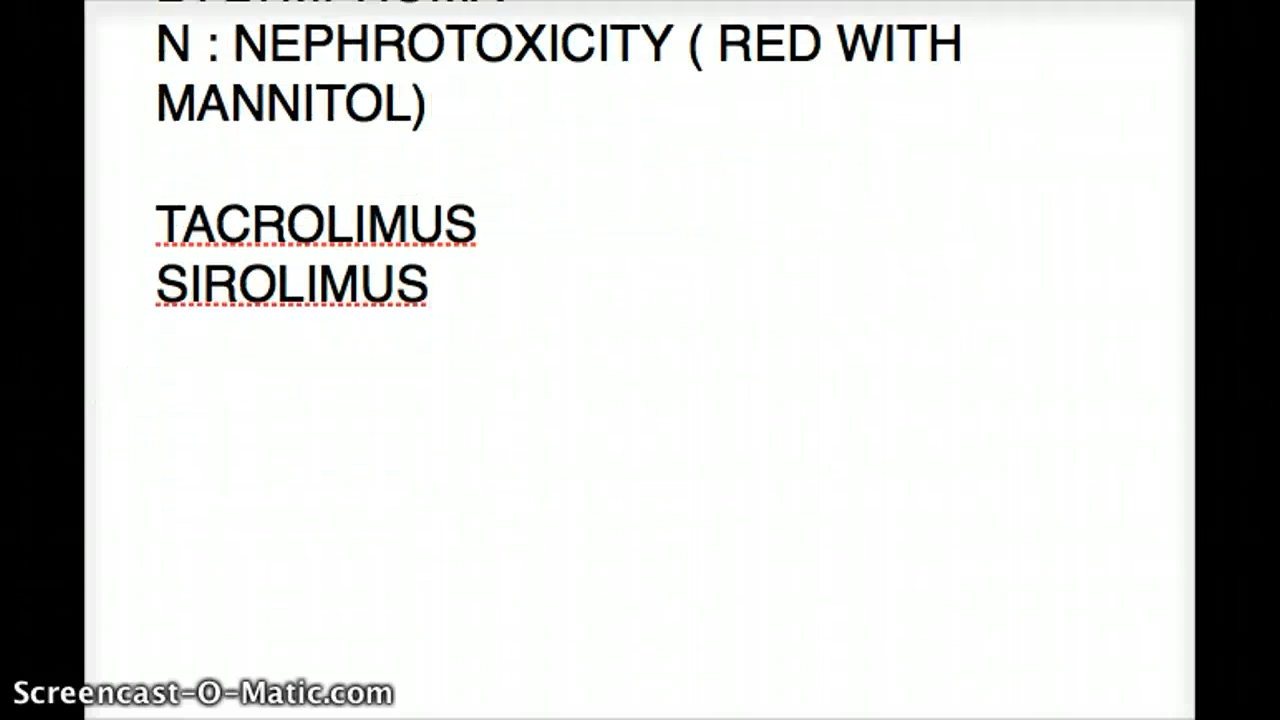 N : NEPHROTOXICITY ( RED WITH
MANNITOL)
TACROLIMUS
SIROLIMUS
Screencast-O-Matic.com